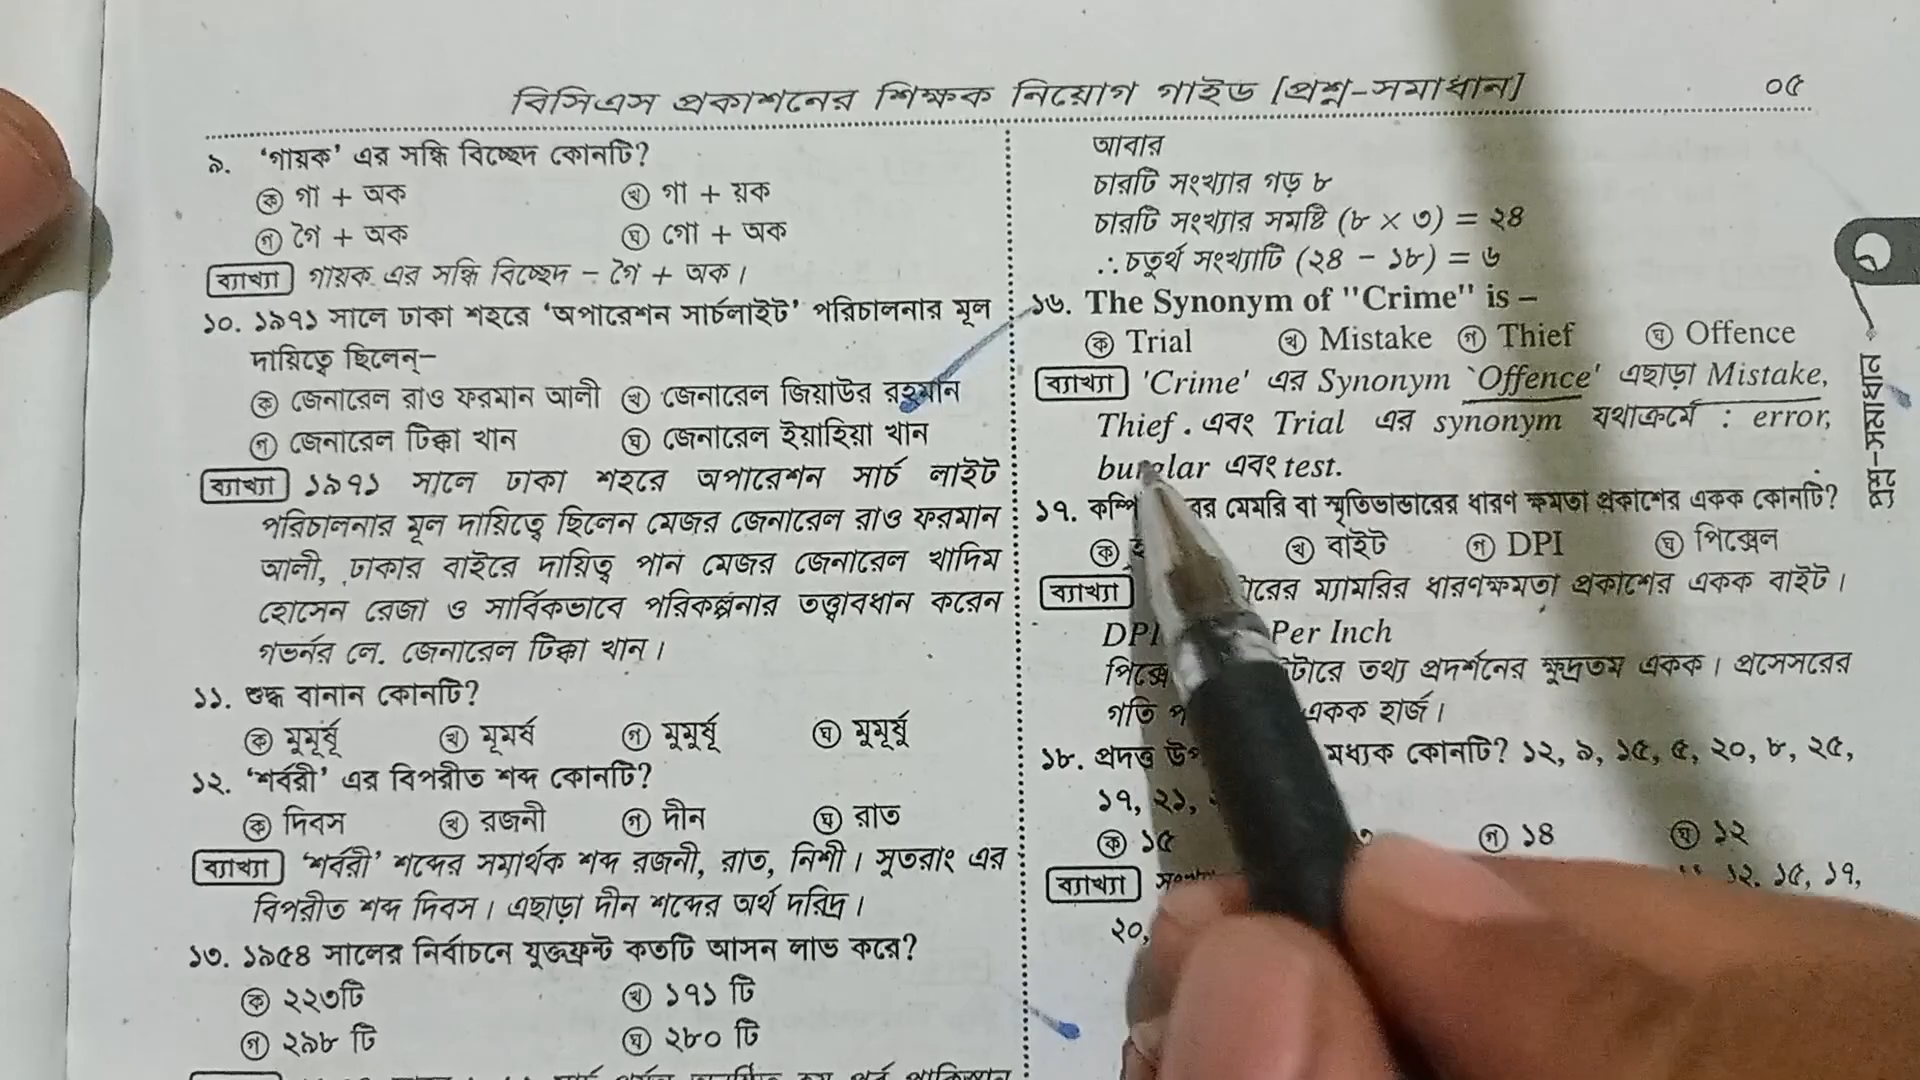 বিসিএস প্রকাশনের শিক্ষক নিয়োগ গাইড [প্রশ্ন-সমাধান]
০৫
৯. ‘গায়ক’ এর সন্ধি বিচ্ছেদ কোনটি?
ক গা + অক খ গা + য়ক
গ গৈ + অক ঘ গো + অক
ব্যাখ্যা গায়ক এর সন্ধি বিচ্ছেদ – গৈ + অক।
১০. ১৯৭১ সালে ঢাকা শহরে ‘অপারেশন সার্চলাইট’ পরিচালনার মূল
দায়িত্বে ছিলেন্–
ক জেনারেল রাও ফরমান আলী খ জেনারেল জিয়াউর রহমান
গ জেনারেল টিক্কা খান ঘ জেনারেল ইয়াহিয়া খান
ব্যাখ্যা ১৯৭১ সালে ঢাকা শহরে অপারেশন সার্চ লাইট
পরিচালনার মূল দায়িত্বে ছিলেন মেজর জেনারেল রাও ফরমান
আলী, ঢাকার বাইরে দায়িত্ব পান মেজর জেনারেল খাদিম
হোসেন রেজা ও সার্বিকভাবে পরিকল্পনার তত্ত্বাবধান করেন
গভর্নর লে. জেনারেল টিক্কা খান।
১১. শুদ্ধ বানান কোনটি?
ক মুমূর্ষূ খ মূমর্ষ গ মুমুর্ষূ ঘ মুমূর্ষু
১২. ‘শর্বরী’ এর বিপরীত শব্দ কোনটি?
ক দিবস খ রজনী গ দীন ঘ রাত
ব্যাখ্যা ‘শর্বরী’ শব্দের সমার্থক শব্দ রজনী, রাত, নিশী। সুতরাং এর
বিপরীত শব্দ দিবস। এছাড়া দীন শব্দের অর্থ দরিদ্র।
১৩. ১৯৫৪ সালের নির্বাচনে যুক্তফ্রন্ট কতটি আসন লাভ করে?
ক ২২৩টি খ ১৭১ টি
গ ২৯৮ টি ঘ ২৮০ টি
আবার
চারটি সংখ্যার গড় ৮
চারটি সংখ্যার সমষ্টি (৮ × ৩) = ২৪
∴ চতুর্থ সংখ্যাটি (২৪ – ১৮) = ৬
১৬. The Synonym of "Crime" is –
ক Trial খ Mistake গ Thief ঘ Offence
ব্যাখ্যা 'Crime' এর Synonym `Offence' এছাড়া Mistake,
Thief . এবং Trial এর synonym যথাক্রমে : error,
burglar এবং test.
১৭. মেমরি বা স্মৃতিভান্ডারের ধারণ ক্ষমতা প্রকাশের একক কোনটি?
ক খ বাইট গ DPI ঘ পিক্সেল
ব্যাখ্যা ম্যামরির ধারণক্ষমতা প্রকাশের একক বাইট।
DPI Per Inch
তথ্য প্রদর্শনের ক্ষুদ্রতম একক। প্রসেসরের
গতি একক হার্জ।
১৮. প্রদত্ত মধ্যক কোনটি? ১২, ৯, ১৫, ৫, ২০, ৮, ২৫,
১৭, ২১,
ক ১৫ গ ১৪ ঘ ১২
ব্যাখ্যা ১২, ১৫, ১৭,
২০,
প্রশ্ন-সমাধান